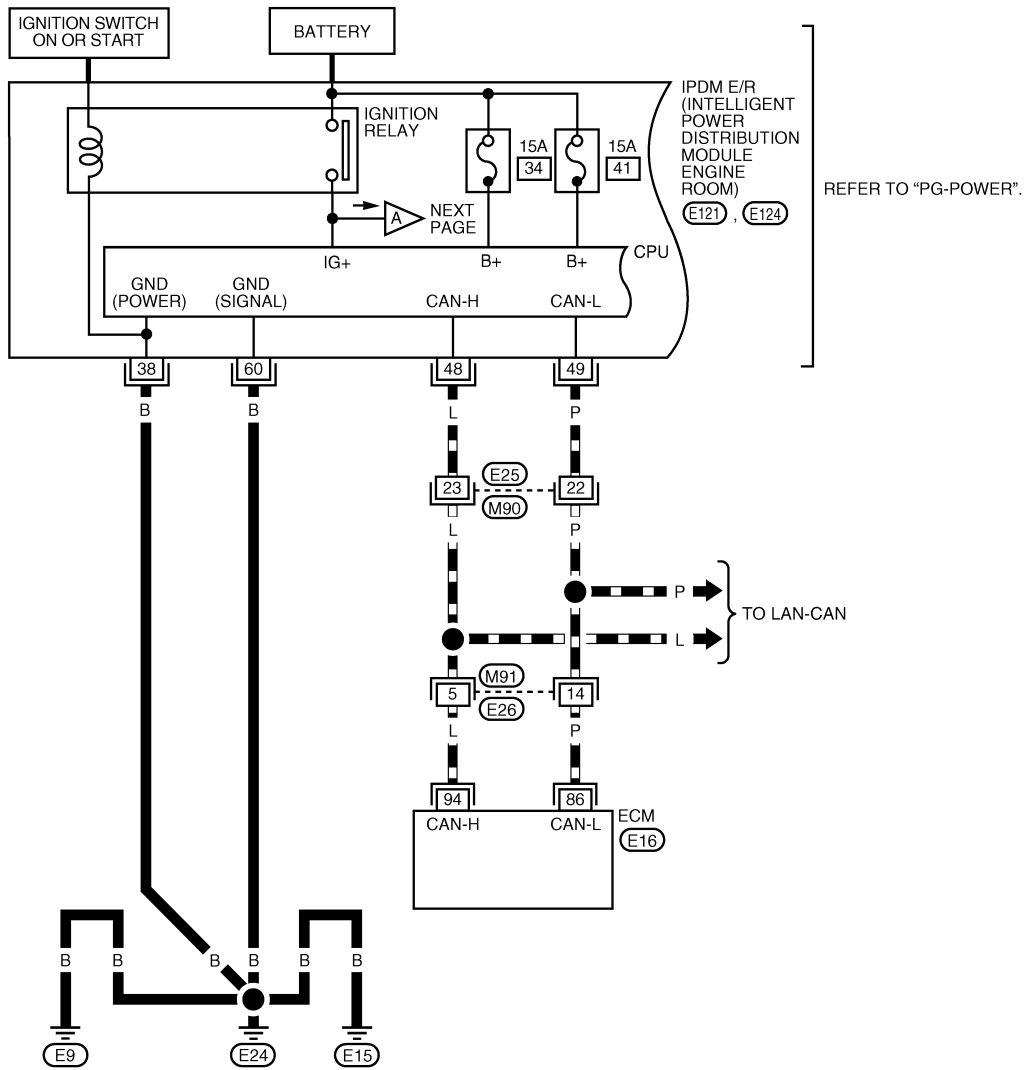 IGNITION SWITCH
ON OR START
BATTERY
IPDM E/R
(INTELLIGENT
POWER
DISTRIBUTION
MODULE
ENGINE
ROOM)
E121 , E124
REFER TO “PG-POWER”.
IGNITION
RELAY
15A
34
15A
41
A
NEXT
PAGE
CPU
IG+
B+
B+
GND
(POWER)
GND
(SIGNAL)
CAN-H
CAN-L
38
60
48
49
B
B
L
P
23
E25
M90
22
L
P
P
L
TO LAN-CAN
5
M91
E26
14
L
P
94
86
CAN-H
CAN-L
ECM
E16
B
B
B
B
B
B
E9
E24
E15